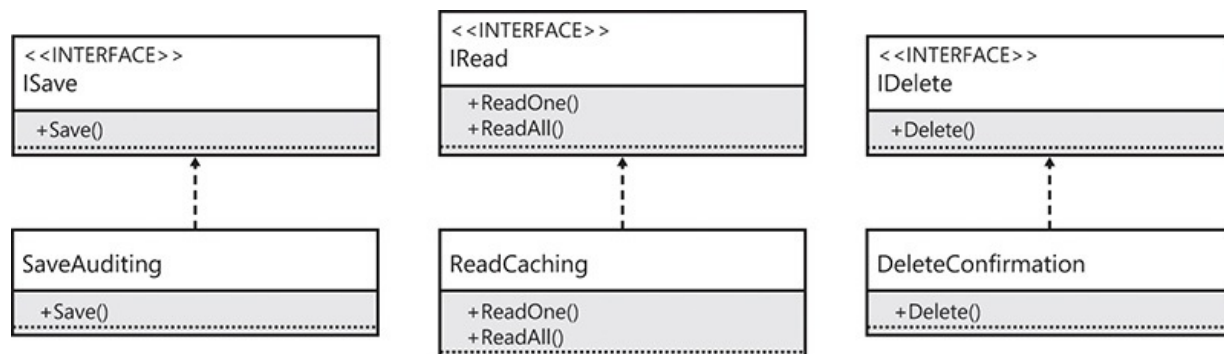 <<INTERFACE>>
ISave
+Save()
<<INTERFACE>>
IRead
+ReadOne()
+ReadAll()
<<INTERFACE>>
IDelete
+Delete()
SaveAuditing
+Save()
ReadCaching
+ReadOne()
+ReadAll()
DeleteConfirmation
+Delete()